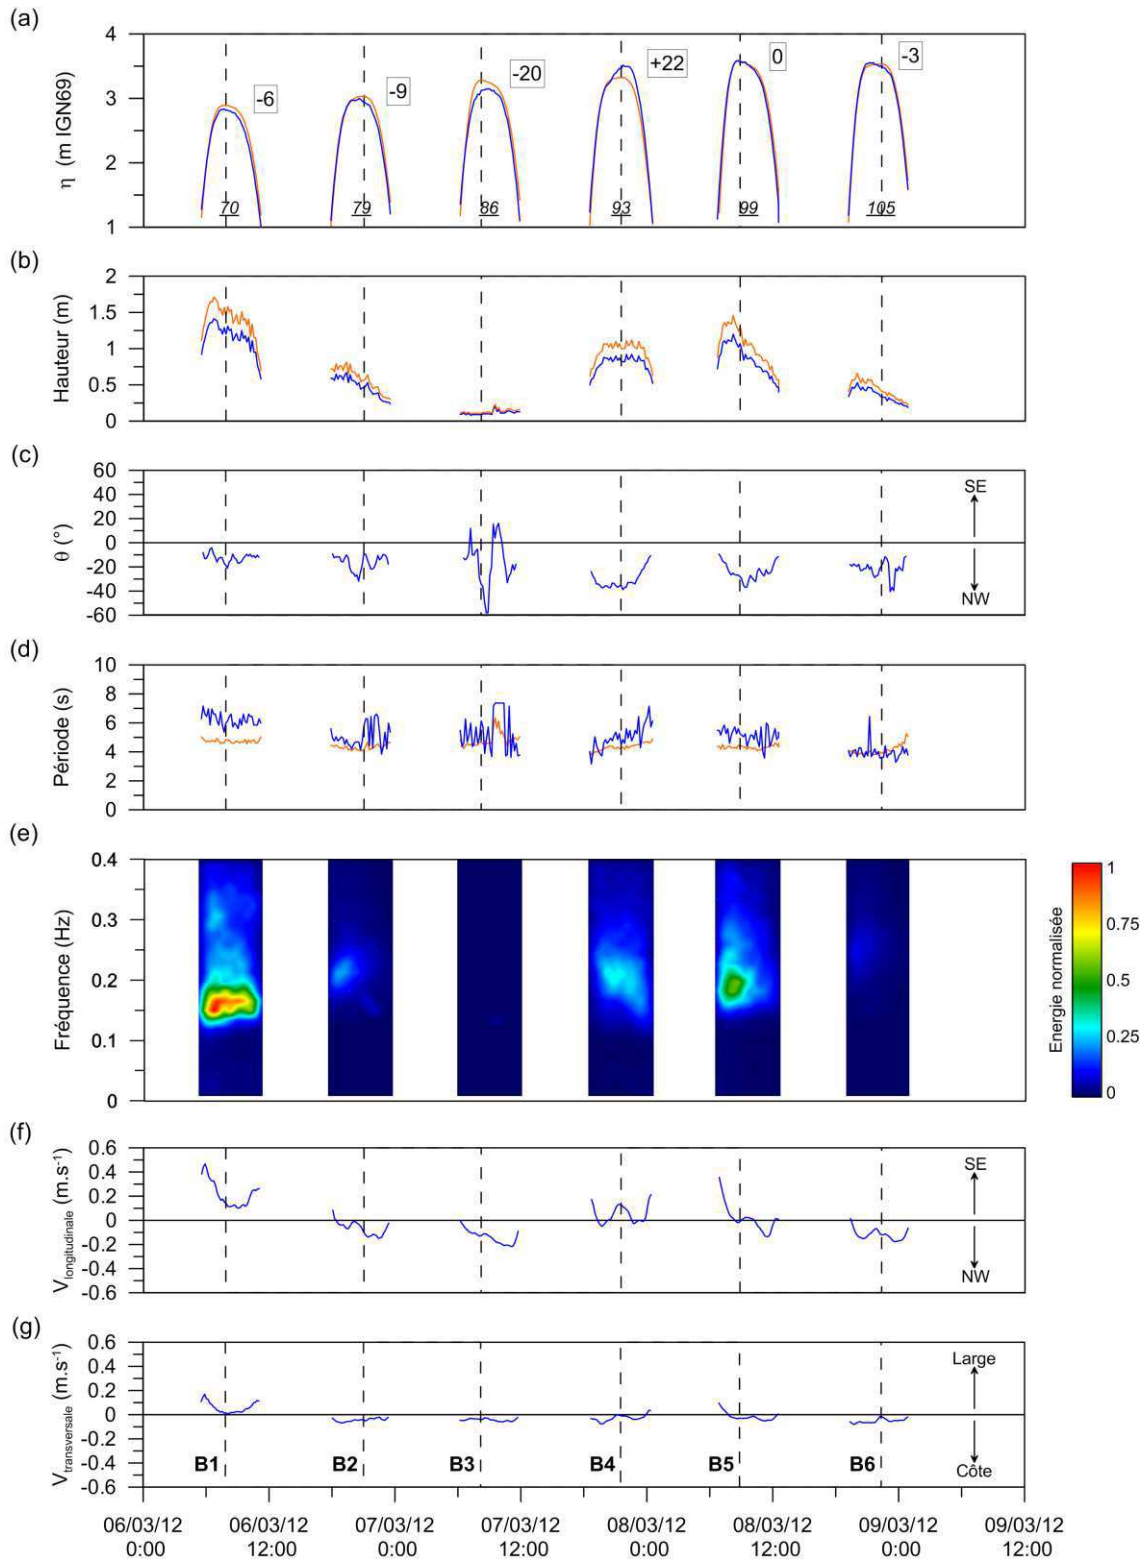 (a)
η (m IGN69)
4
3
2
1
-6
-9
-20
+22
0
-3
70
79
86
93
99
105
(b)
Hauteur (m)
2
1.5
1
0.5
0
(c)
θ (°)
60
40
20
0
-20
-40
-60
SE
NW
(d)
Période (s)
10
8
6
4
2
0
(e)
Fréquence (Hz)
0.4
0.3
0.2
0.1
0
Energie normalisée
1
0.75
0.5
0.25
0
(f)
Vlongitudinale (m.s-1)
0.6
0.4
0.2
0
-0.2
-0.4
-0.6
SE
NW
(g)
Vtransversale (m.s-1)
0.6
0.4
0.2
0
-0.2
-0.4
-0.6
Large
Côte
B1 B2 B3 B4 B5 B6
06/03/12 06/03/12 07/03/12 07/03/12 08/03/12 08/03/12 09/03/12 09/03/12
0:00 12:00 0:00 12:00 0:00 12:00 0:00 12:00